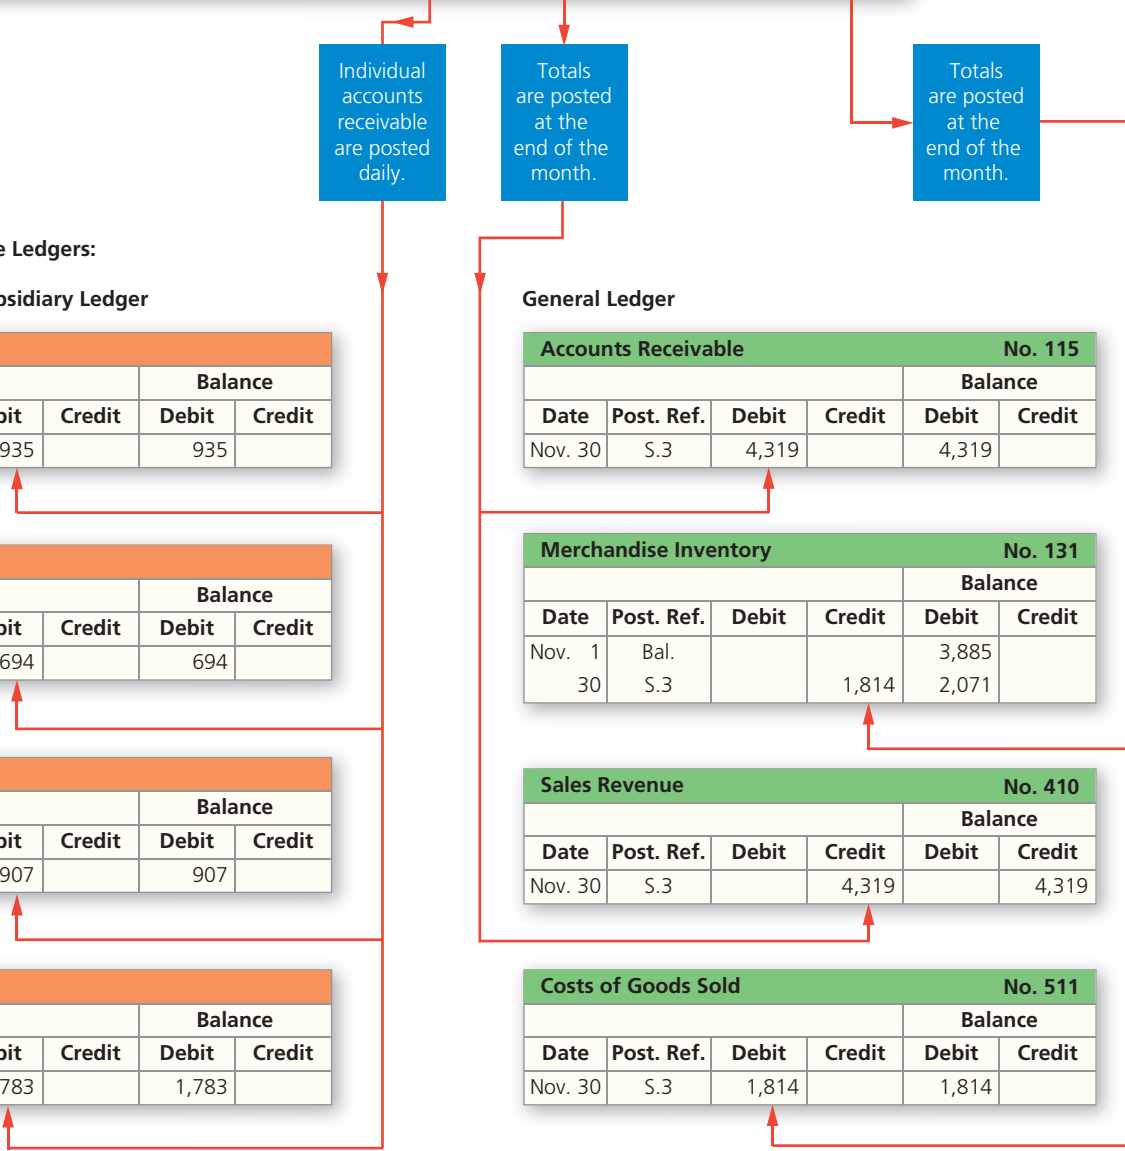 Individual
accounts
receivable
are posted
daily.
Totals
are posted
at the
end of the
month.
Totals
are posted
at the
end of the
month.
e Ledgers:
bsidiary Ledger
Balance
bit Credit Debit Credit
935 935
Balance
bit Credit Debit Credit
694 694
Balance
bit Credit Debit Credit
907 907
Balance
bit Credit Debit Credit
783 1,783
General Ledger
Accounts Receivable No. 115
Balance
Date Post. Ref. Debit Credit Debit Credit
Nov. 30 S.3 4,319 4,319
Merchandise Inventory No. 131
Balance
Date Post. Ref. Debit Credit Debit Credit
Nov. 1 Bal. 3,885
30 S.3 1,814 2,071
Sales Revenue No. 410
Balance
Date Post. Ref. Debit Credit Debit Credit
Nov. 30 S.3 4,319 4,319
Costs of Goods Sold No. 511
Balance
Date Post. Ref. Debit Credit Debit Credit
Nov. 30 S.3 1,814 1,814